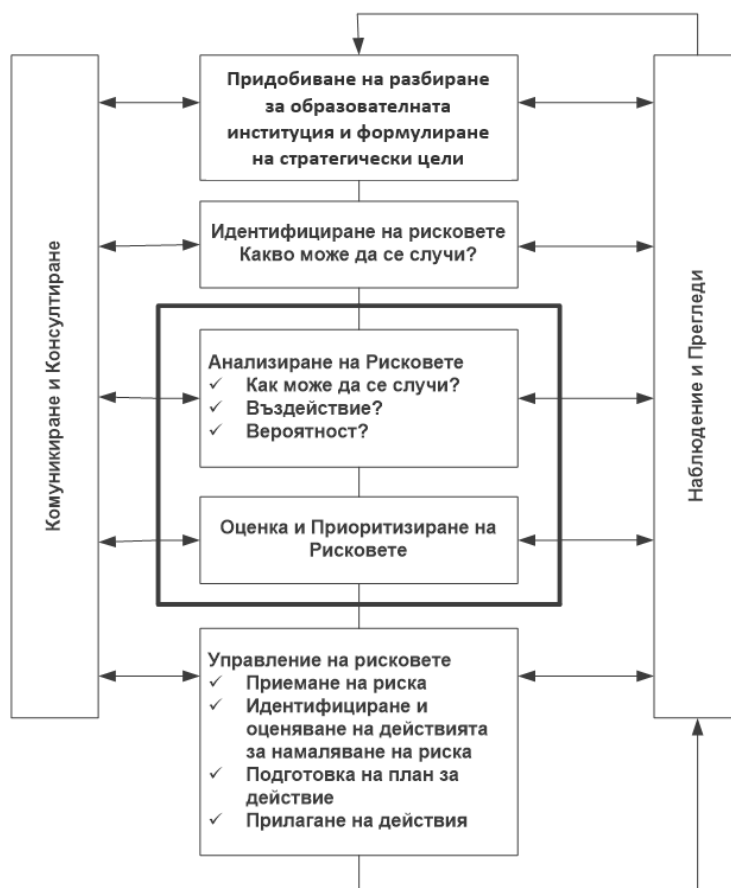 Комуникиране и Консултиране
Придобиване на разбиране
за образователната
институция и формулиране
на стратегически цели
Идентифициране на рисковете
Какво може да се случи?
Анализиране на Рисковете
✓ Как може да се случи?
✓ Въздействие?
✓ Вероятност?
Оценка и Приоритизиране на
Рисковете
Управление на рисковете
✓ Приемане на риска
✓ Идентифициране и
оценяване на действията
за намаляване на риска
✓ Подготовка на план за
действие
✓ Прилагане на действия
Наблюдение и Прегледи